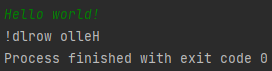 Hello world!
!dlrow olleH
Process finished with exit code 0